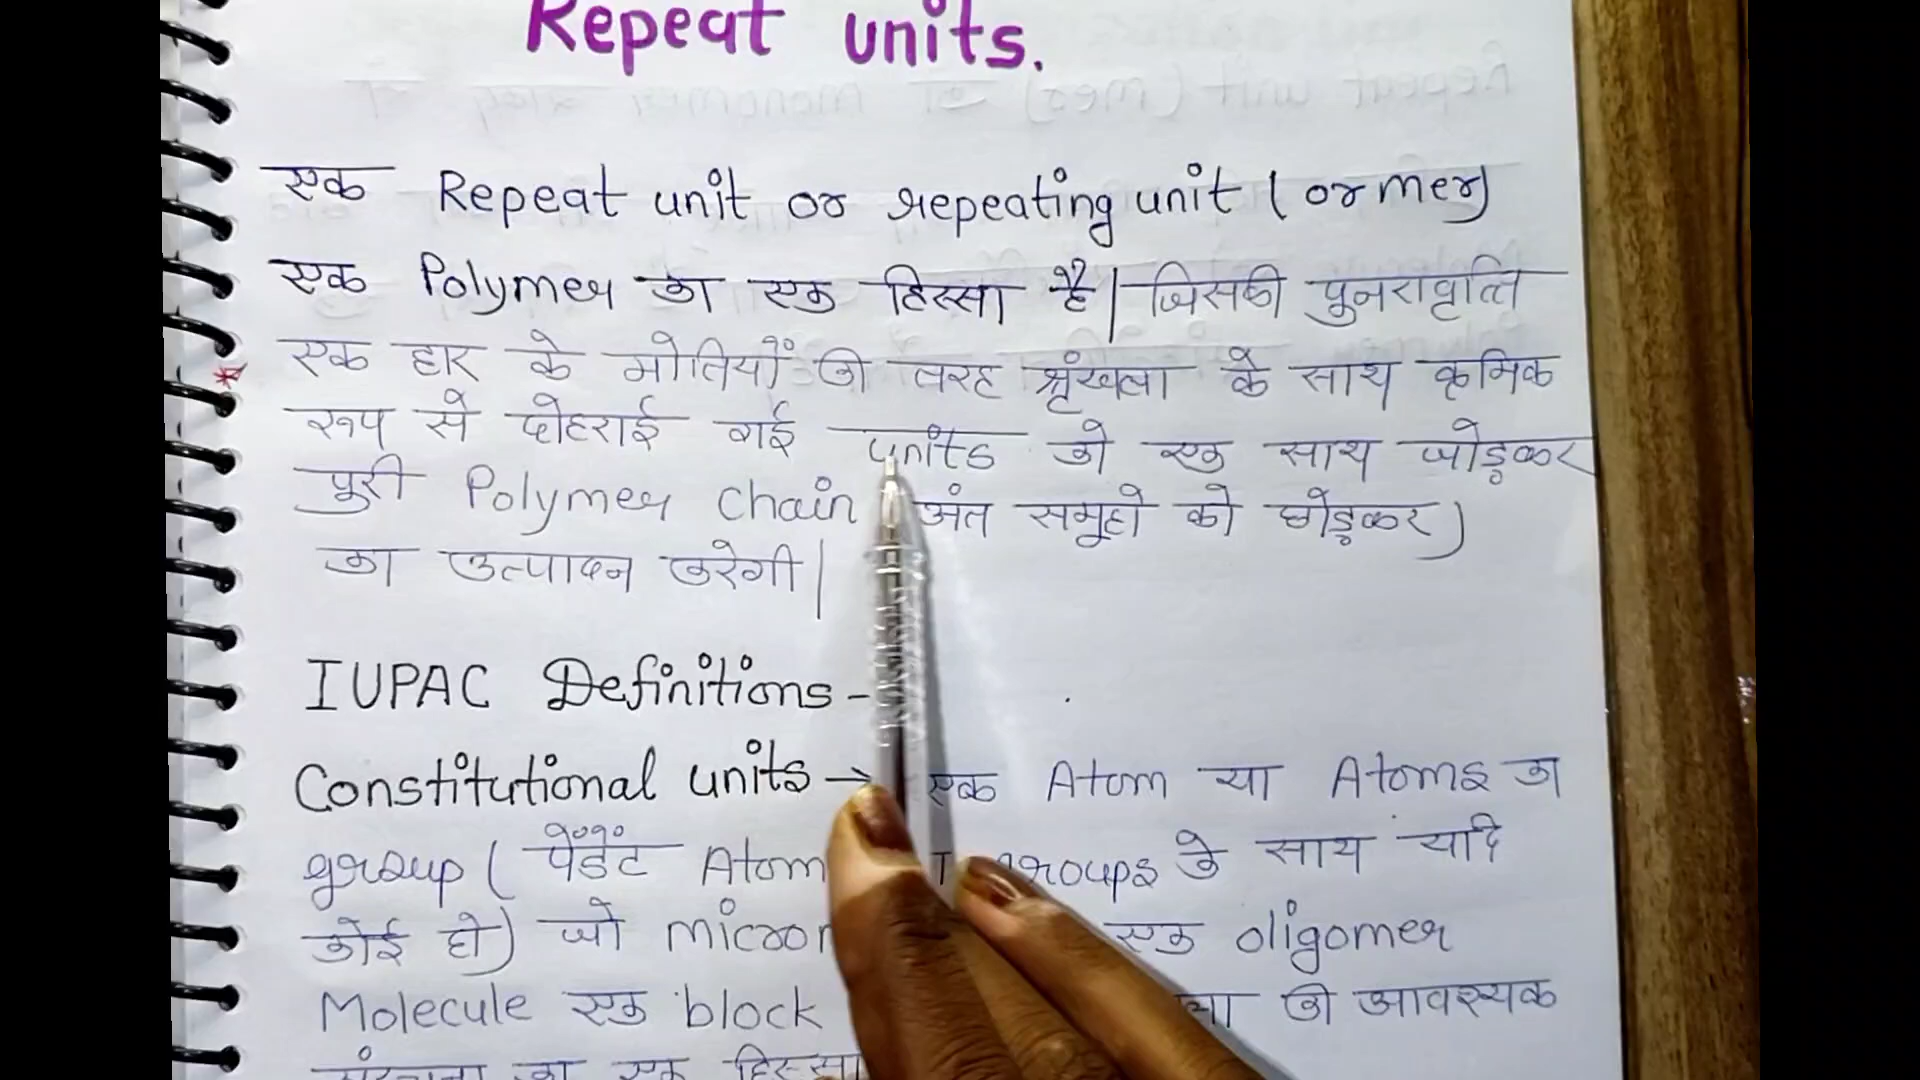 Repeat units.
एक Repeat unit or repeating unit ( or mer)
एक Polymer का एक हिस्सा है| जिसकी पुनरावृत्ति
एक हार के मोतियों की तरह श्रृंखला के साथ क्रमिक
रूप से दोहराई गई units को एक साथ जोड़कर
पुरी Polymer chain अंत समूहो को छोड़कर)
का उत्पादन करेगी|
IUPAC Definitions -
Constitutional units → एक Atom या Atoms का
group ( पेंडेंट Atom groups के साथ यदि
कोई हो) जो एक oligomer
Molecule एक block की आवश्यक
संरचना का एक हिस्सा